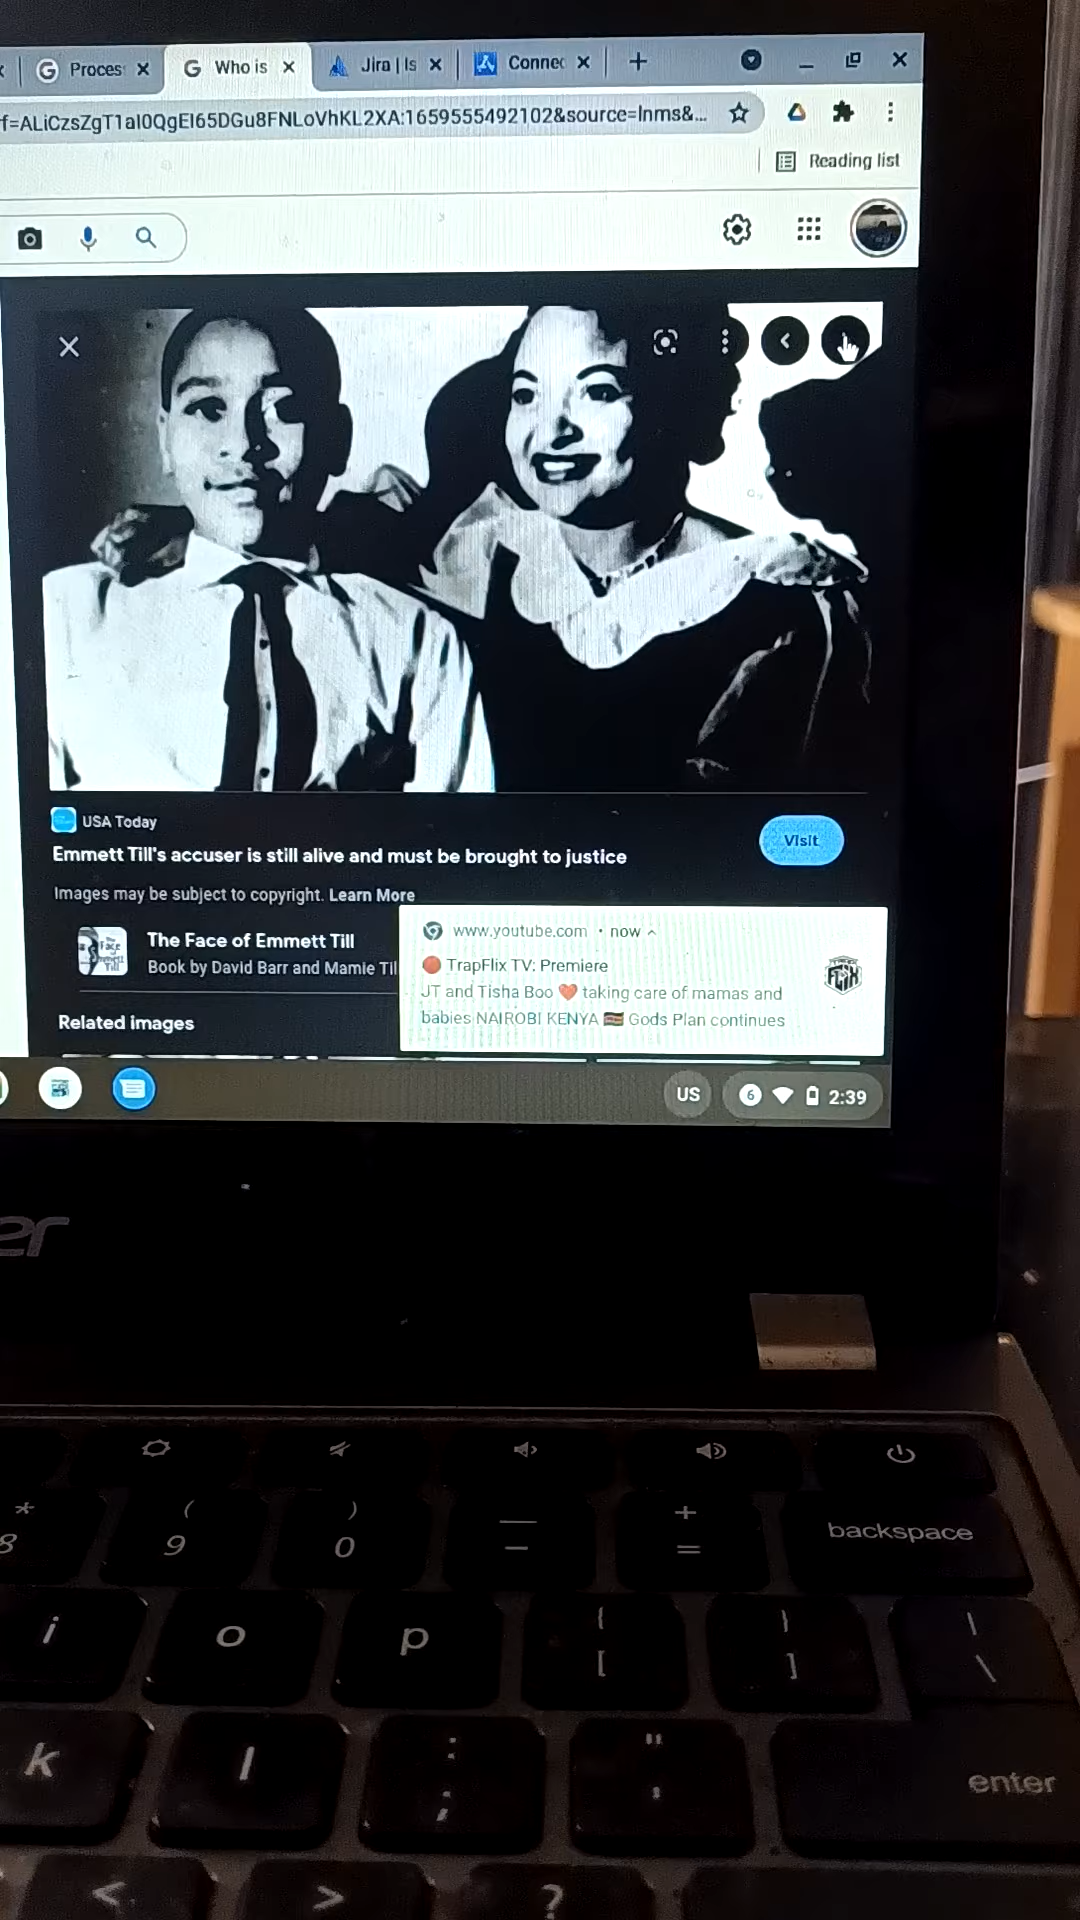 Proces
Who is
Jira | Is
Connec
f=ALiCzsZgT1aI0QgEI65DGu8FNLoVhKL2XA:1659555492102&source=lnms&...
Reading list
USA Today
Visit
Emmett Till's accuser is still alive and must be brought to justice
Images may be subject to copyright. Learn More
The Face of Emmett Till
Book by David Barr and Mamie Til
www.youtube.com • now
TrapFlix TV: Premiere
JT and Tisha Boo ❤️ taking care of mamas and
babies NAIROBI KENYA 🇰🇪 Gods Plan continues
FLIX
Related images
US
6
2:39
er
* ( ) — +
8 9 0 - = backspace
{ } |
i o p [ ] \
: "
k l ; ' enter
< > ?